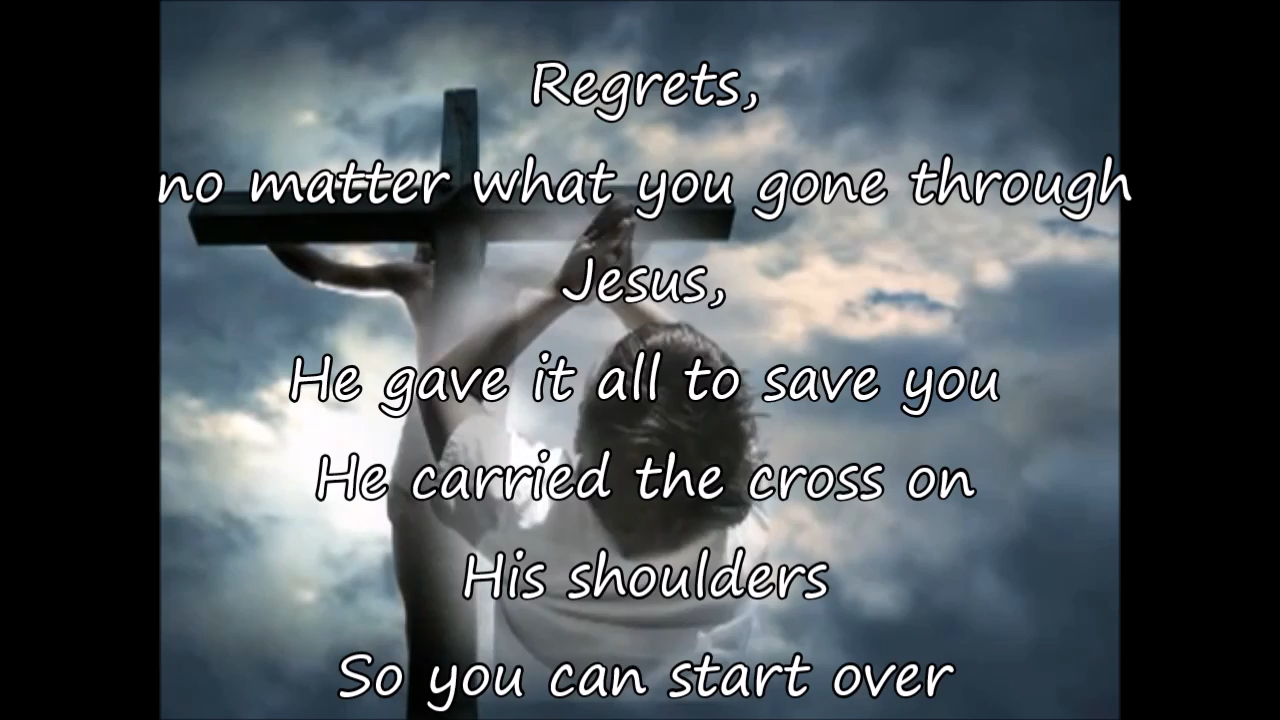 Regrets,
no matter what you gone through
Jesus,
He gave it all to save you
He carried the cross on
His shoulders
So you can start over